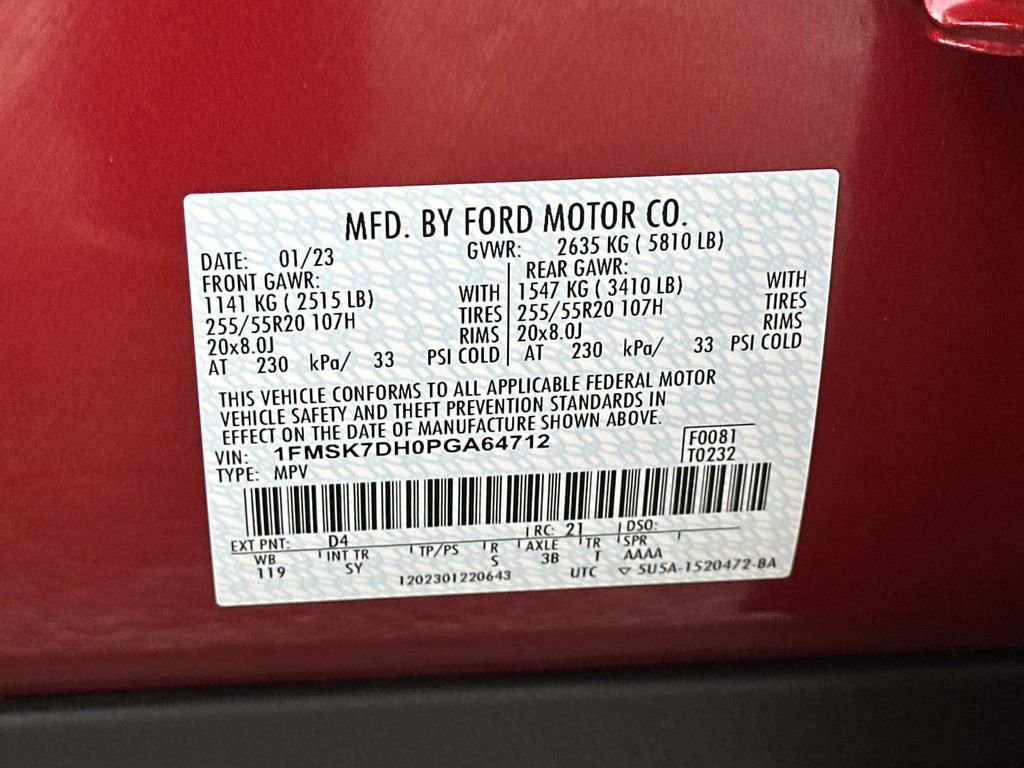 MFD. BY FORD MOTOR CO.
DATE: 01/23 GVWR: 2635 KG ( 5810 LB)
FRONT GAWR: REAR GAWR:
1141 KG ( 2515 LB) WITH 1547 KG ( 3410 LB) WITH
255/55R20 107H TIRES 255/55R20 107H TIRES
20x8.0J RIMS 20x8.0J RIMS
AT 230 kPa/ 33 PSI COLD AT 230 kPa/ 33 PSI COLD
THIS VEHICLE CONFORMS TO ALL APPLICABLE FEDERAL MOTOR
VEHICLE SAFETY AND THEFT PREVENTION STANDARDS IN
EFFECT ON THE DATE OF MANUFACTURE SHOWN ABOVE.
VIN: 1FMSK7DH0PGA64712 F0081
TYPE: MPV T0232
EXT PNT: D4 RC: 21 DSO:
WB INT TR TP/PS R AXLE TR SPR
119 SY S 3B T AAAA
1202301220643 UTC ▽ 5U5A-1520472-BA